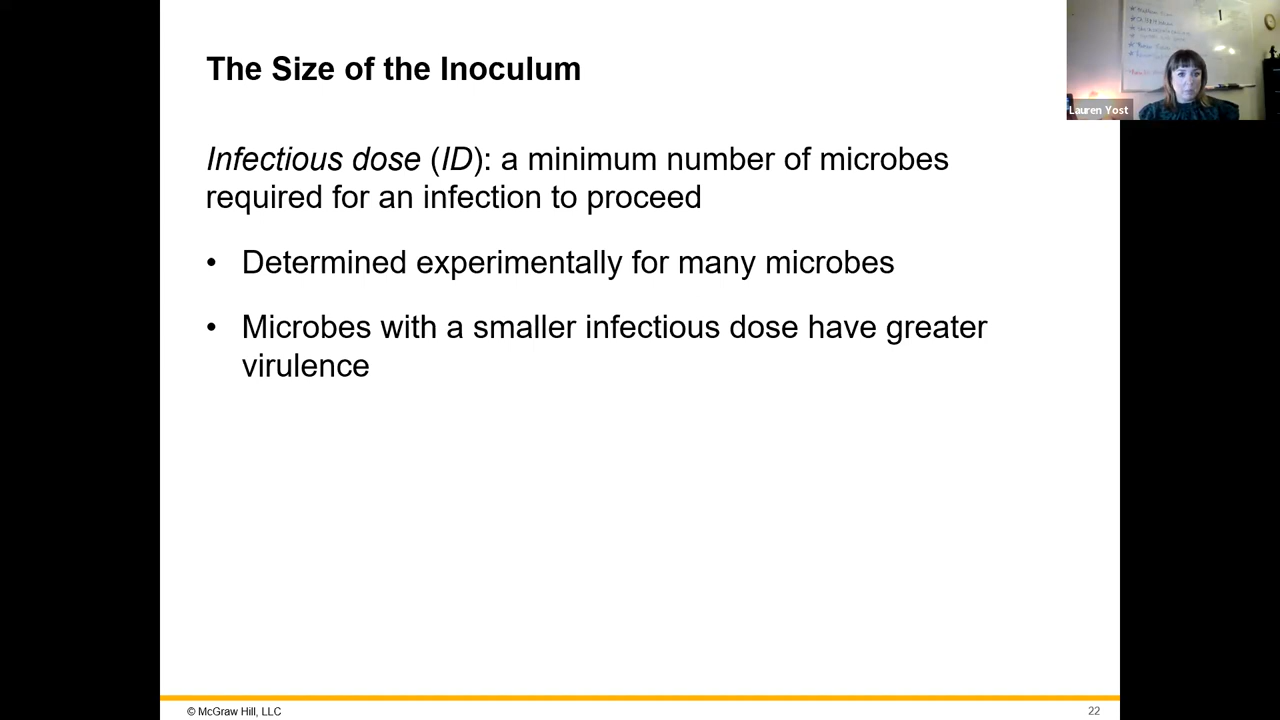 The Size of the Inoculum
Lauren Yost
Infectious dose (ID): a minimum number of microbes
required for an infection to proceed
• Determined experimentally for many microbes
• Microbes with a smaller infectious dose have greater
virulence
© McGraw Hill, LLC
22